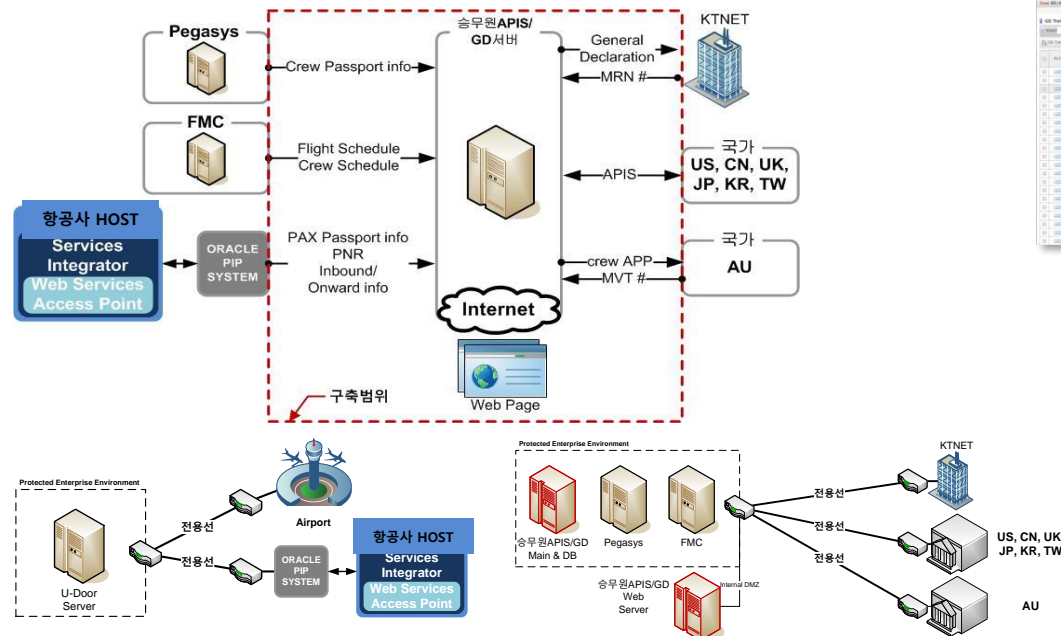 Pegasys
Crew Passport info
FMC
Flight Schedule
Crew Schedule
항공사 HOST
Services
Integrator
Web Services
Access Point
ORACLE
PIP
SYSTEM
PAX Passport info
PNR
Inbound/
Onward info
승무원APIS/
GD서버
Internet
Web Page
구축범위
General
Declaration
MRN #
KTNET
APIS
국가
US, CN, UK,
JP, KR, TW
crew APP
MVT #
국가
AU
Protected Enterprise Environment
U-Door
Server
전용선
전용선
Airport
ORACLE
PIP
SYSTEM
항공사 HOST
Services
Integrator
Web Services
Access Point
Protected Enterprise Environment
승무원APIS/GD
Main & DB
Pegasys
FMC
승무원APIS/GD
Web
Server
Internal DMZ
전용선
전용선
전용선
KTNET
US, CN, UK
JP, KR, TW
AU